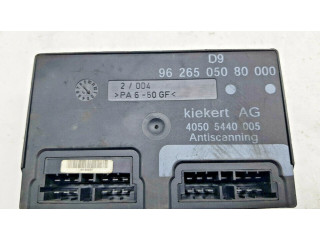 D9
96 265 050 80 000
2 / 004
>PA 6 - 50 GF<
kiekert AG
4050 5440 005
Antiscanning